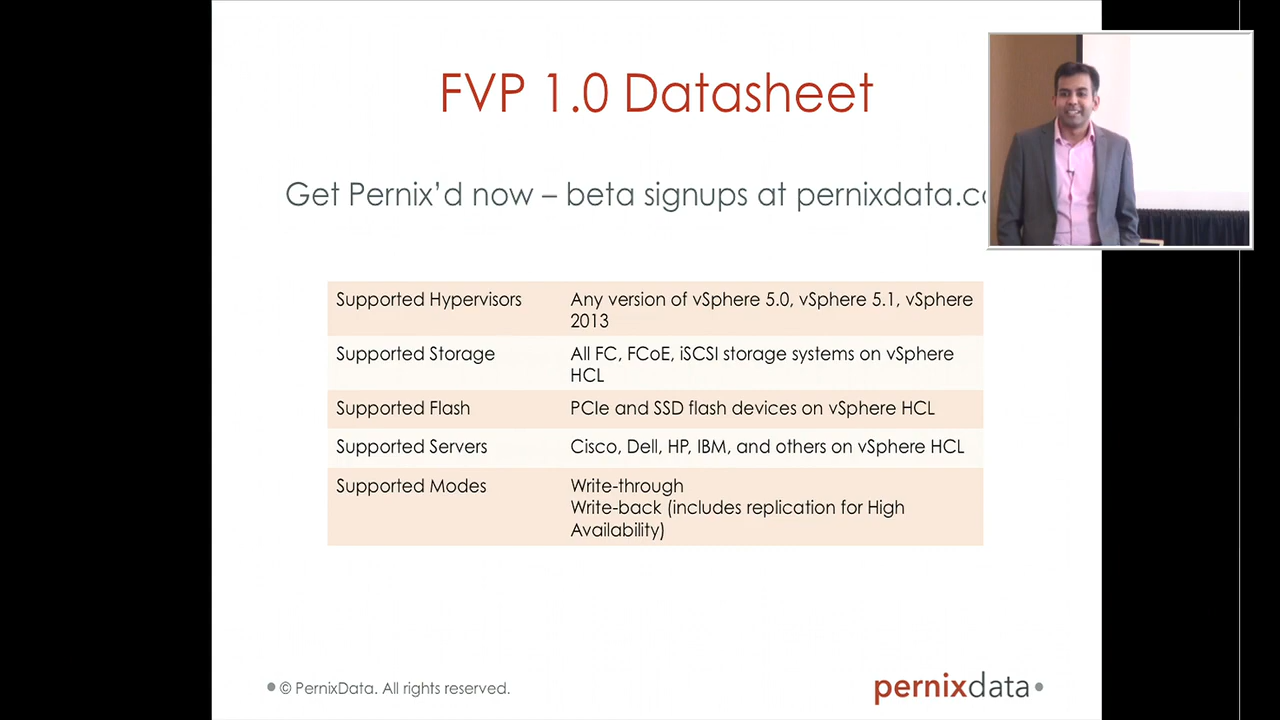 FVP 1.0 Datasheet
Get Pernix’d now – beta signups at
Supported Hypervisors
Any version of vSphere 5.0, vSphere 5.1, vSphere
2013
Supported Storage
All FC, FCoE, iSCSI storage systems on vSphere
HCL
Supported Flash
PCIe and SSD flash devices on vSphere HCL
Supported Servers
Cisco, Dell, HP, IBM, and others on vSphere HCL
Supported Modes
Write-through
Write-back (includes replication for High
Availability)
© PernixData. All rights reserved.
pernixdata